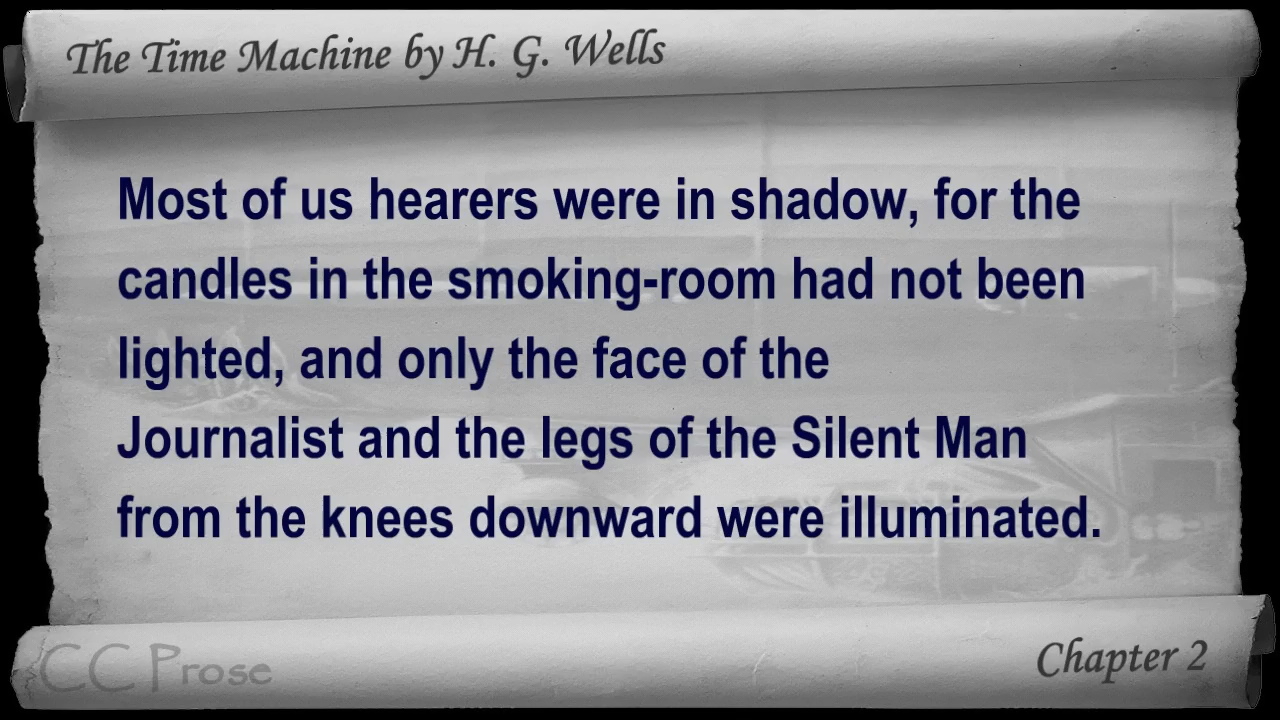 The Time Machine by H. G. Wells
Most of us hearers were in shadow, for the
candles in the smoking-room had not been
lighted, and only the face of the
Journalist and the legs of the Silent Man
from the knees downward were illuminated.
CC Prose
Chapter 2